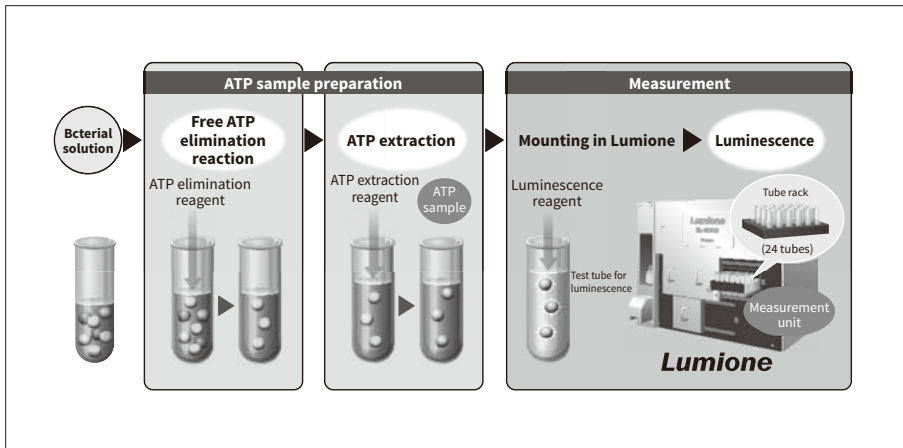 ATP sample preparation
Measurement
Bcterial
solution
Free ATP
elimination
reaction
ATP extraction
Mounting in Lumione
Luminescence
ATP elimination
reagent
ATP extraction
reagent
ATP
sample
Luminescence
reagent
Test tube for
luminescence
Tube rack
(24 tubes)
Lumione
Measurement
unit
Lumione